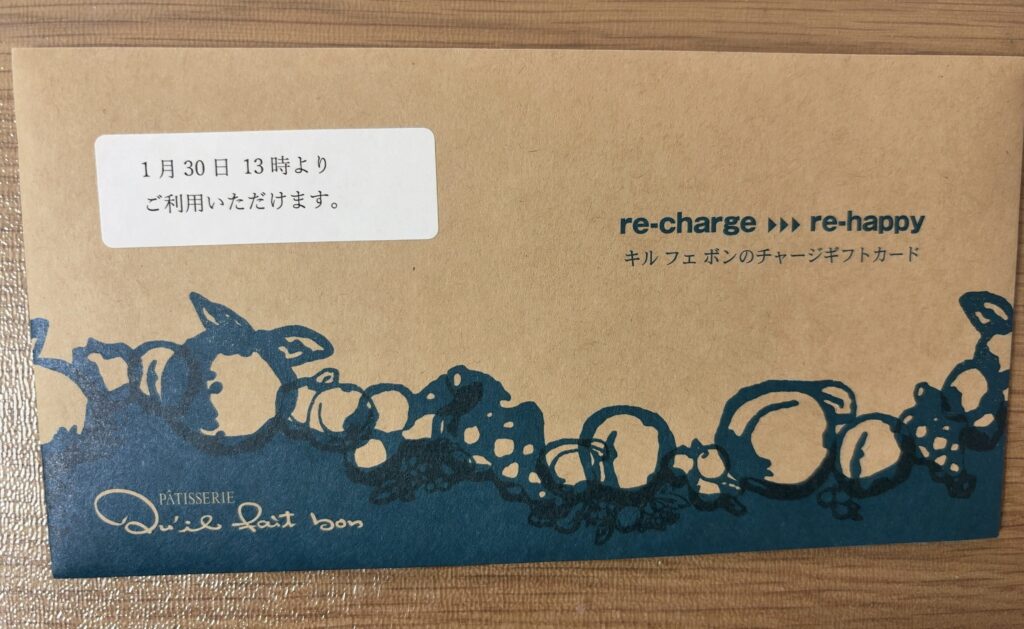 1月30日 13時より
ご利用いただけます。
re-charge ▸▸▸ re-happy
キル フェ ボンのチャージギフトカード
PÂTISSERIE
Qu'il fait bon